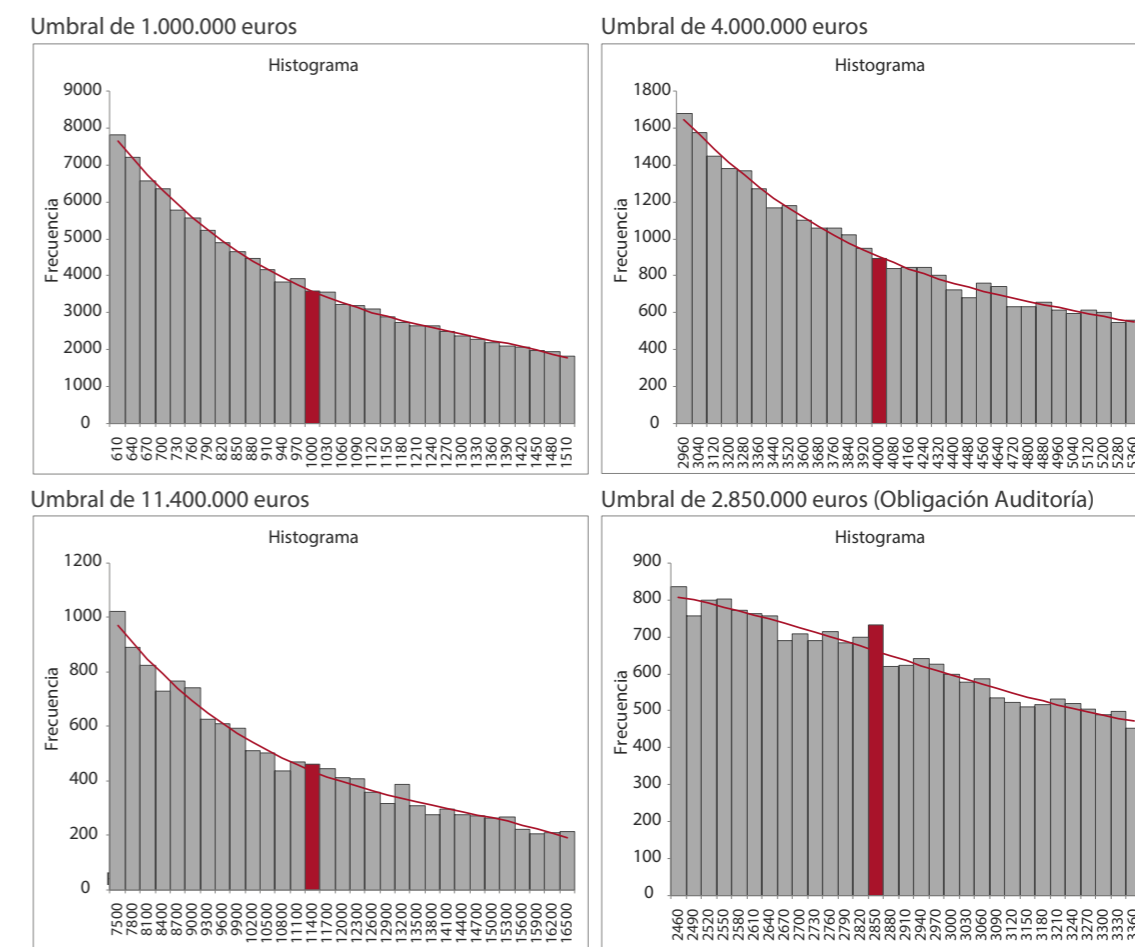 Umbral de 1.000.000 euros
Histograma
Frecuencia
9000
8000
7000
6000
5000
4000
3000
2000
1000
0
610 640 670 700 730 760 790 820 850 880 910 940 970 1000 1030 1060 1090 1120 1150 1180 1210 1240 1270 1300 1330 1360 1390 1420 1450 1480 1510
Umbral de 4.000.000 euros
Histograma
Frecuencia
1800
1600
1400
1200
1000
800
600
400
200
0
2960 3040 3120 3200 3280 3360 3440 3520 3600 3680 3760 3840 3920 4000 4080 4160 4240 4320 4400 4480 4560 4640 4720 4800 4880 4960 5040 5120 5200 5280 5360
Umbral de 11.400.000 euros
Histograma
Frecuencia
1200
1000
800
600
400
200
0
7500 7800 8100 8400 8700 9000 9300 9600 9900 10200 10500 10800 11100 11400 11700 12000 12300 12600 12900 13200 13500 13800 14100 14400 14700 15000 15300 15600 15900 16200 16500
Umbral de 2.850.000 euros (Obligación Auditoría)
Histograma
Frecuencia
900
800
700
600
500
400
300
200
100
0
2460 2490 2520 2550 2580 2610 2640 2670 2700 2730 2760 2790 2820 2850 2880 2910 2940 2970 3000 3030 3060 3090 3120 3150 3180 3210 3240 3270 3300 3330 3360